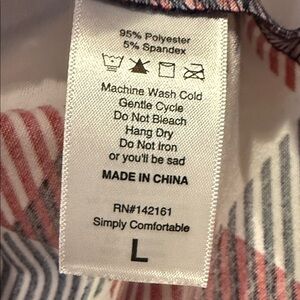 95% Polyester
5% Spandex
Machine Wash Cold
Gentle Cycle
Do Not Bleach
Hang Dry
Do Not Iron
or you'll be sad
MADE IN CHINA
RN#142161
Simply Comfortable
L